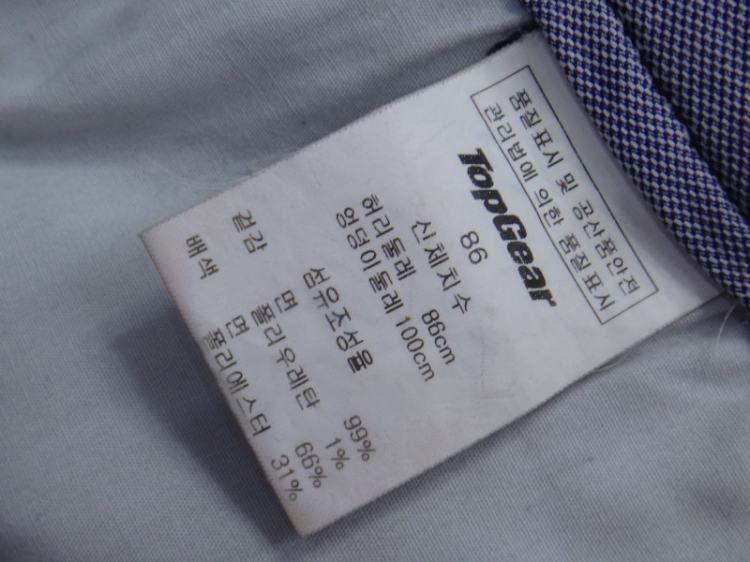 품질표시 및 공산품안전
관리법에 의한 품질표시
TopGear
86
신체치수
허리둘레 86cm
엉덩이둘레 100cm
섬유조성율
겉감 면 99%
폴리우레탄 1%
배색 면 66%
폴리에스터 31%